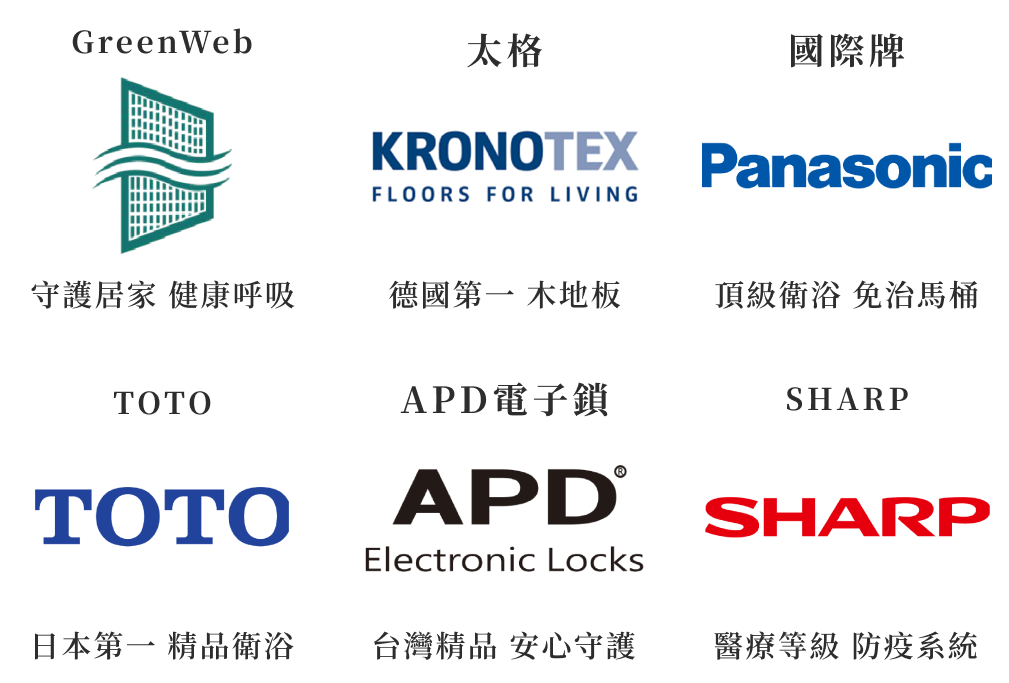 GreenWeb
太格
國際牌
KRONOTEX
FLOORS FOR LIVING
Panasonic
守護居家 健康呼吸
德國第一 木地板
頂級衛浴 免治馬桶
TOTO
APD電子鎖
SHARP
TOTO
APD®
Electronic Locks
SHARP
日本第一 精品衛浴
台灣精品 安心守護
醫療等級 防疫系統